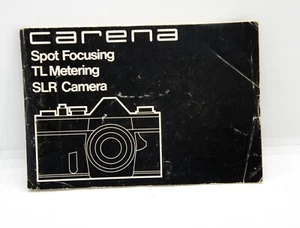 carena
Spot Focusing
TL Metering
SLR Camera